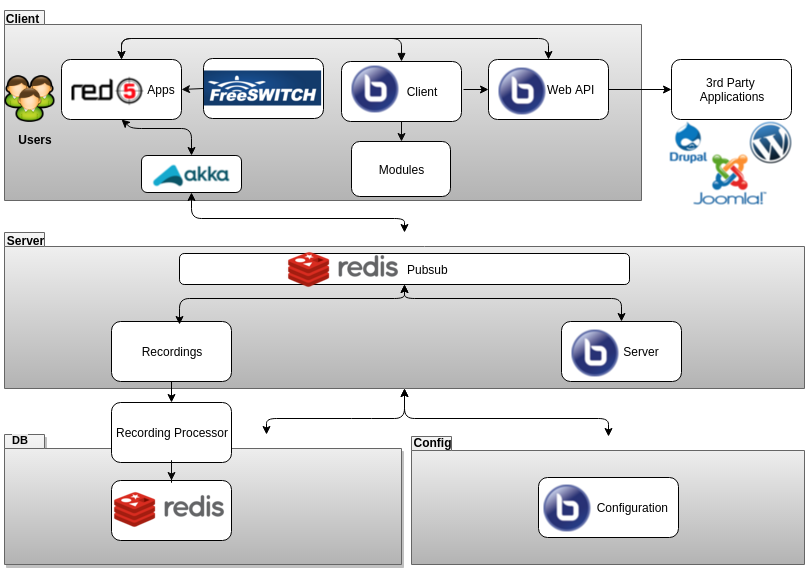 Client
Users
red5 Apps
FreeSWITCH
b Client
b Web API
3rd Party
Applications
akka
Modules
Drupal
W
Joomla!
Server
redis Pubsub
Recordings
b Server
Recording Processor
DB
redis
Config
b Configuration